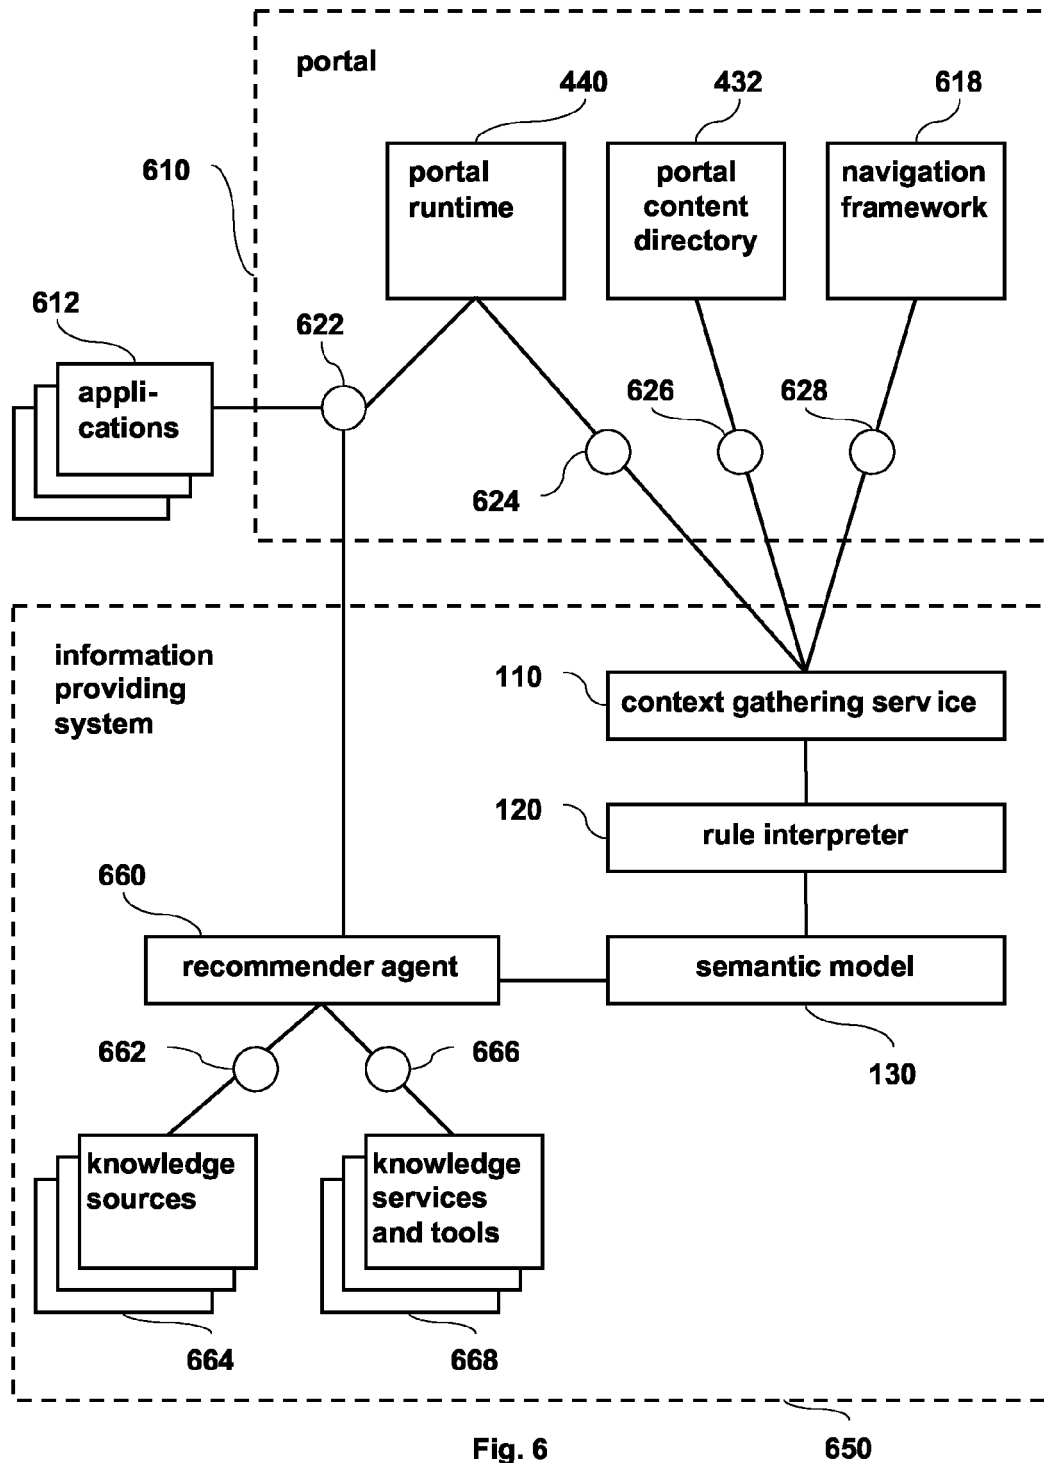 portal
440
432
618
610
portal
runtime
portal
content
directory
navigation
framework
612
622
appli-
cations
626
628
624
information
providing
system
110
context gathering service
120
rule interpreter
660
recommender agent
semantic model
662
666
130
knowledge
sources
knowledge
services
and tools
664
668
Fig. 6
650